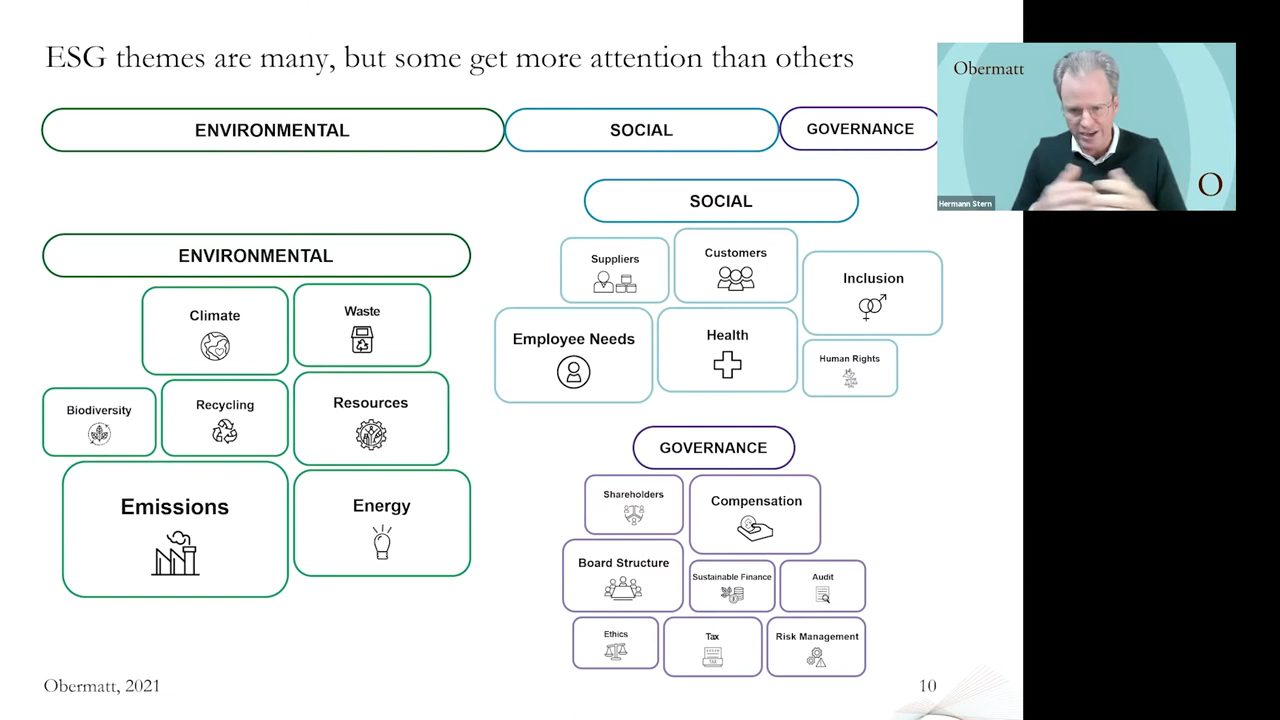 ESG themes are many, but some get more attention than others
Obermatt
O
Hermann Stern
ENVIRONMENTAL
SOCIAL
GOVERNANCE
ENVIRONMENTAL
Climate
Waste
Biodiversity
Recycling
Resources
Emissions
Energy
SOCIAL
Suppliers
Customers
Inclusion
Employee Needs
Health
Human Rights
GOVERNANCE
Shareholders
Compensation
Board Structure
Sustainable Finance
Audit
Ethics
Tax
TAX
Risk Management
Obermatt, 2021
10